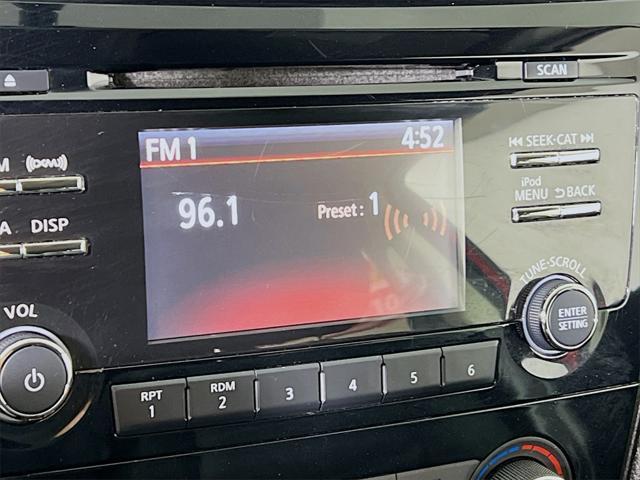 SCAN
FM 1 4:52
SEEK·CAT
M
iPod
MENU BACK
96.1 Preset: 1
A DISP
TUNE·SCROLL
VOL
ENTER
SETTING
RPT
1
RDM
2
3
4
5
6